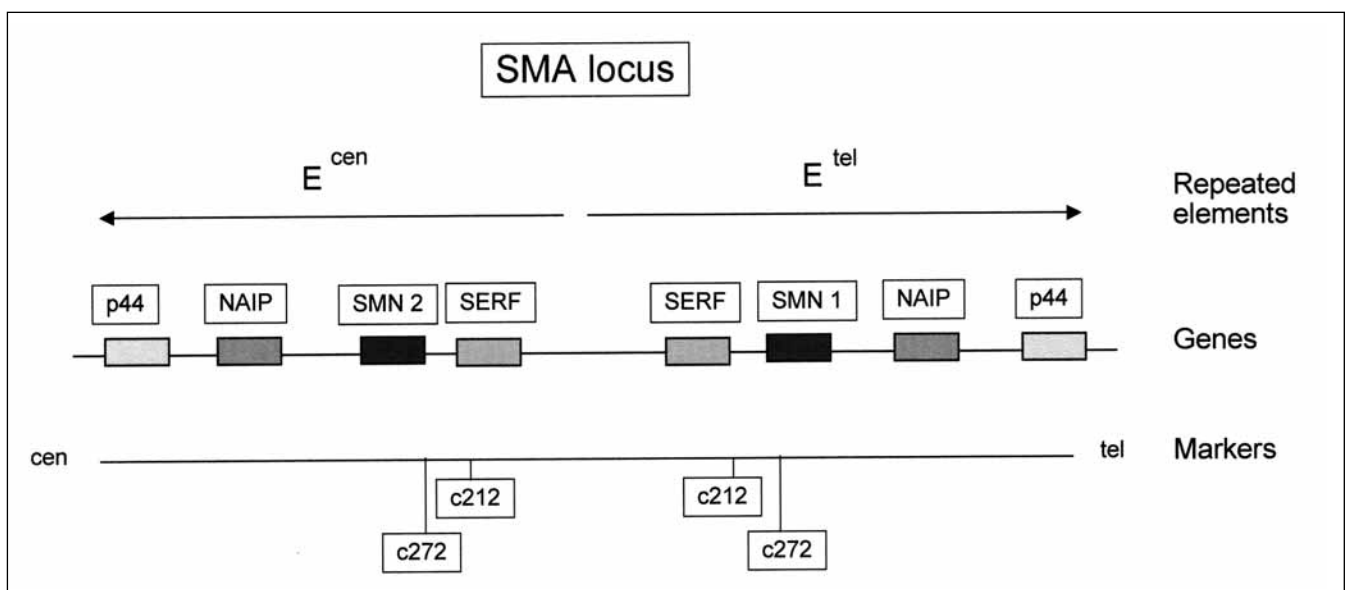 SMA locus
E cen
E tel
Repeated
elements
p44 NAIP SMN 2 SERF SERF SMN 1 NAIP p44
Genes
cen tel Markers
c212 c212
c272 c272